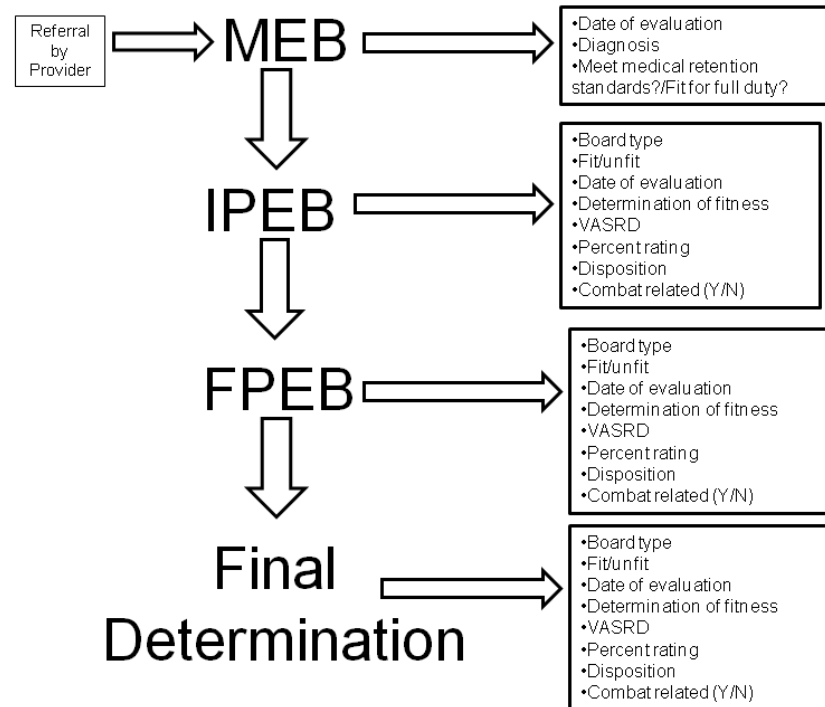 Referral
by
Provider
MEB
•Date of evaluation
•Diagnosis
•Meet medical retention
standards?/Fit for full duty?
IPEB
•Board type
•Fit/unfit
•Date of evaluation
•Determination of fitness
•VASRD
•Percent rating
•Disposition
•Combat related (Y/N)
FPEB
•Board type
•Fit/unfit
•Date of evaluation
•Determination of fitness
•VASRD
•Percent rating
•Disposition
•Combat related (Y/N)
Final
Determination
•Board type
•Fit/unfit
•Date of evaluation
•Determination of fitness
•VASRD
•Percent rating
•Disposition
•Combat related (Y/N)